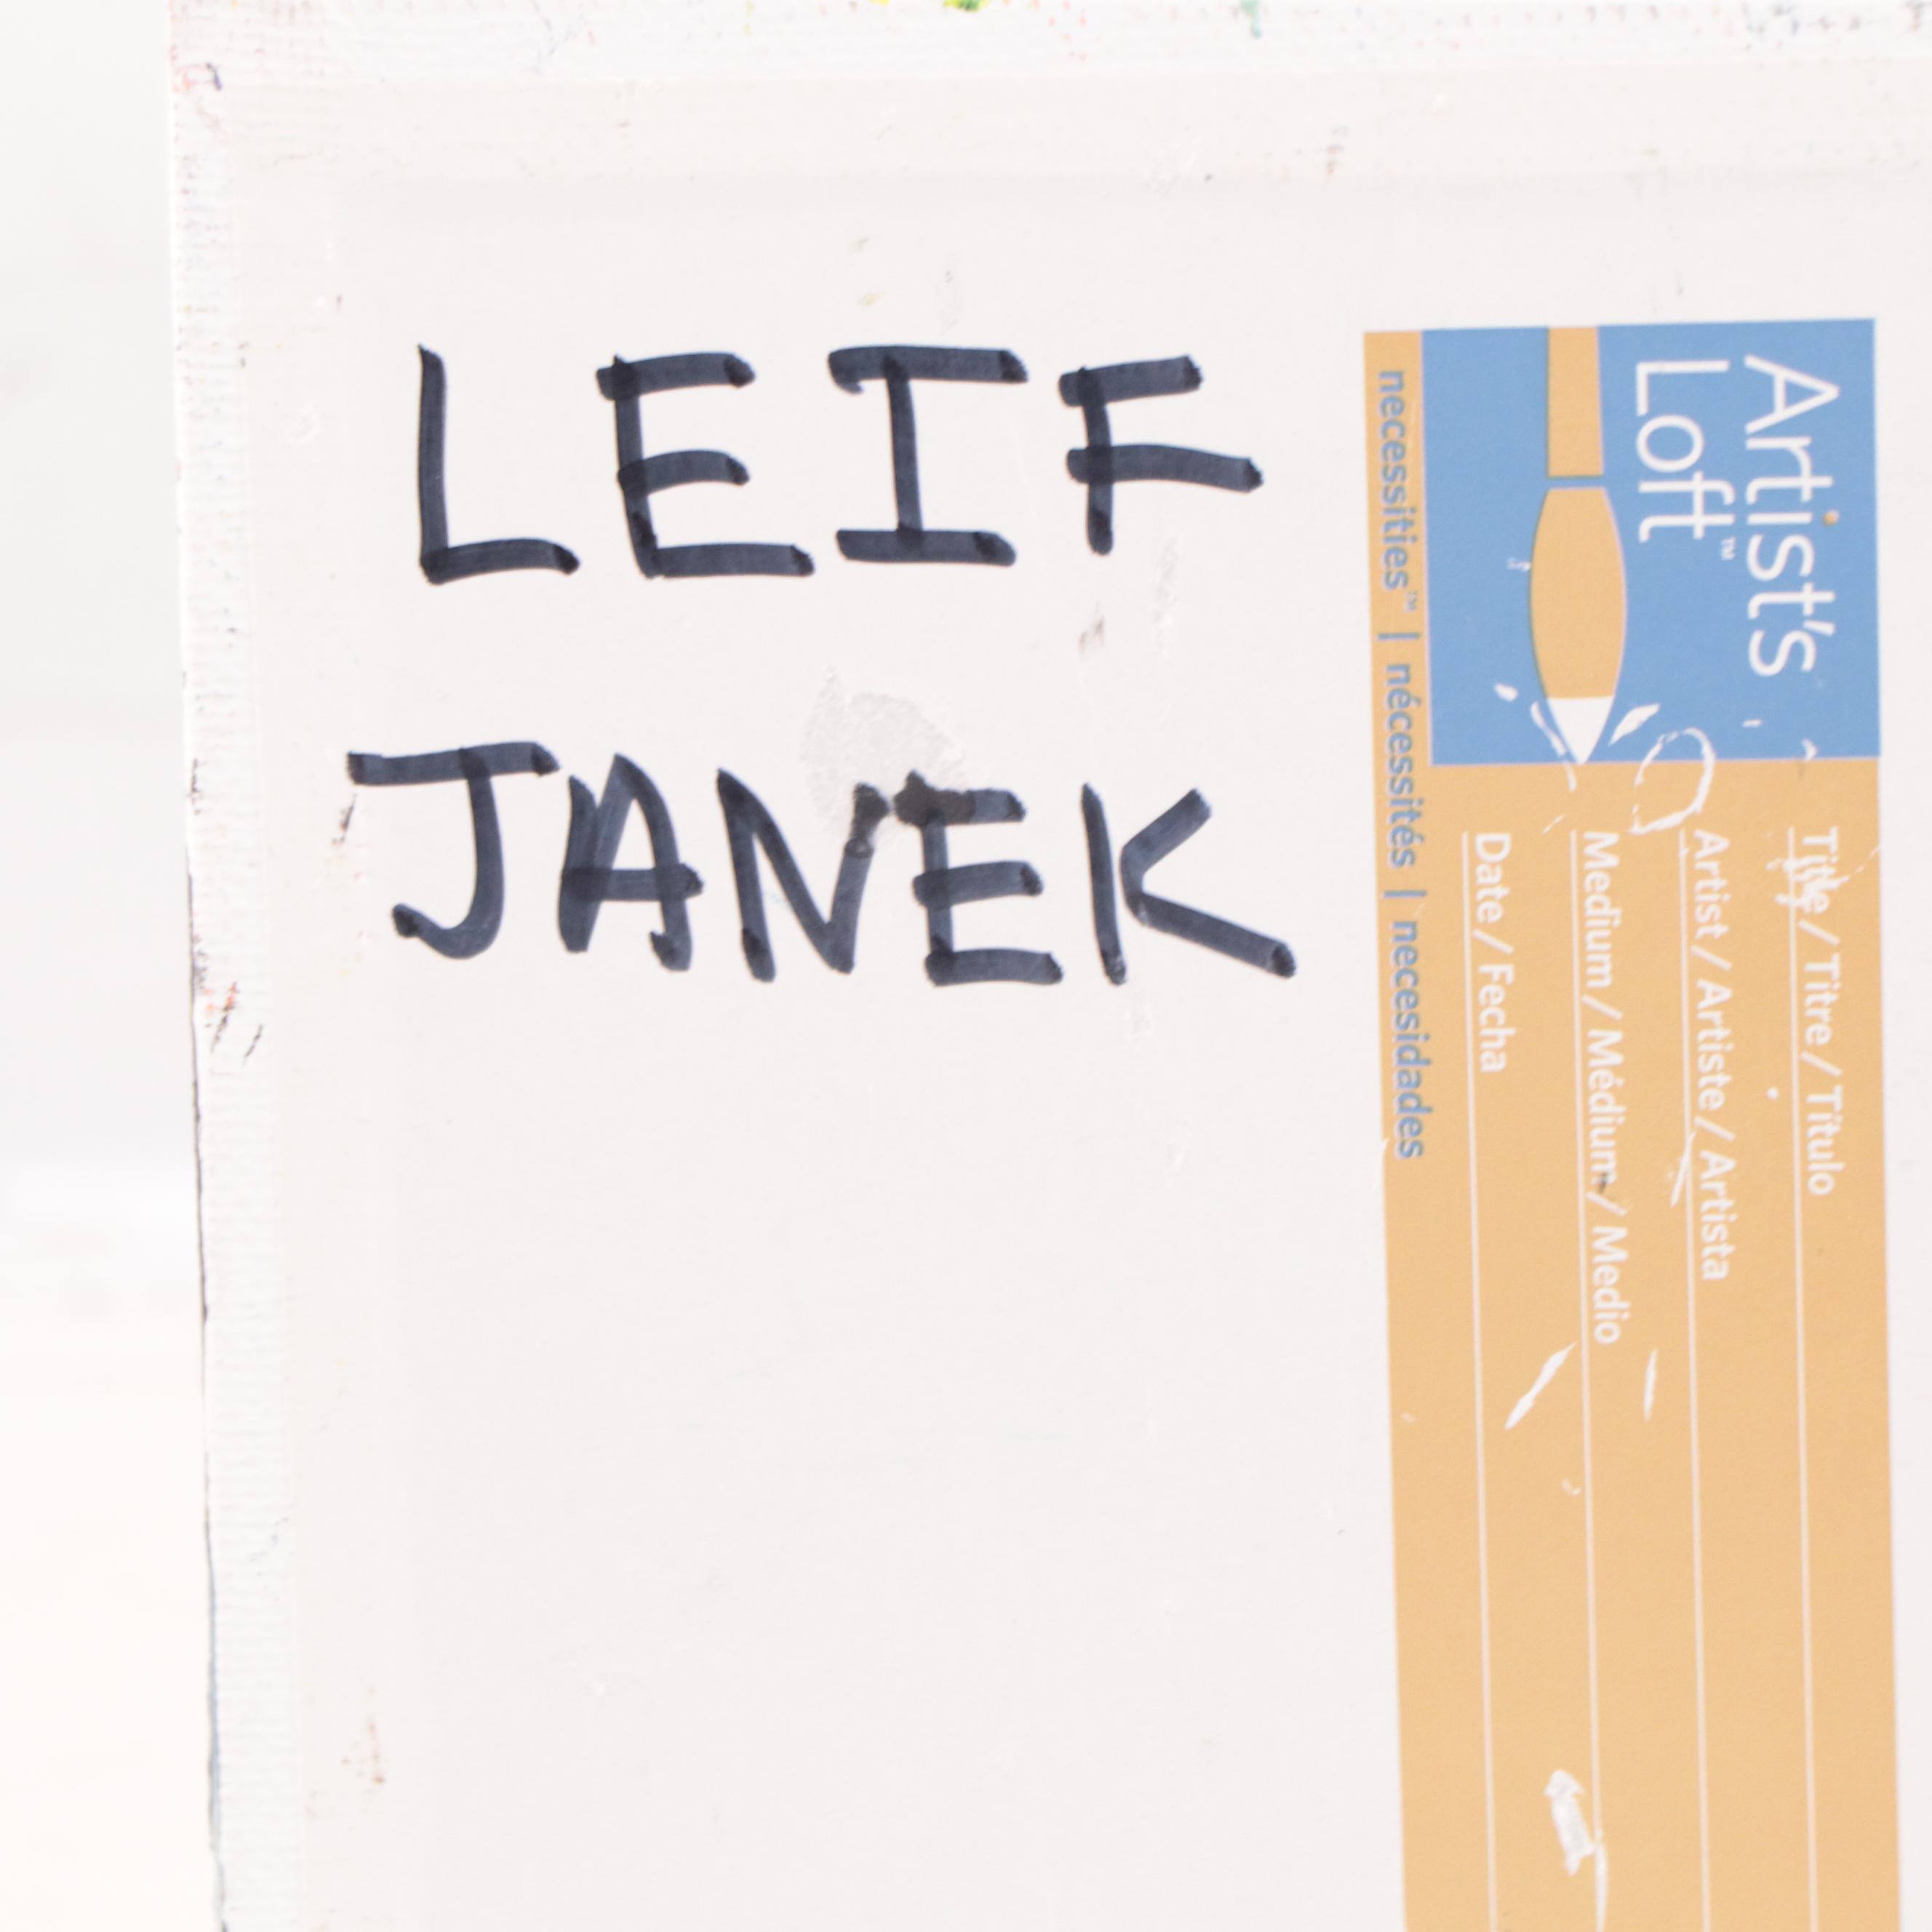 LEIF
JANEK
Artist's
Loft™
necessities™ | nécessités | necesidades
Title / Titre / Título
Artist / Artiste / Artista
Medium / Médium / Medio
Date / Fecha